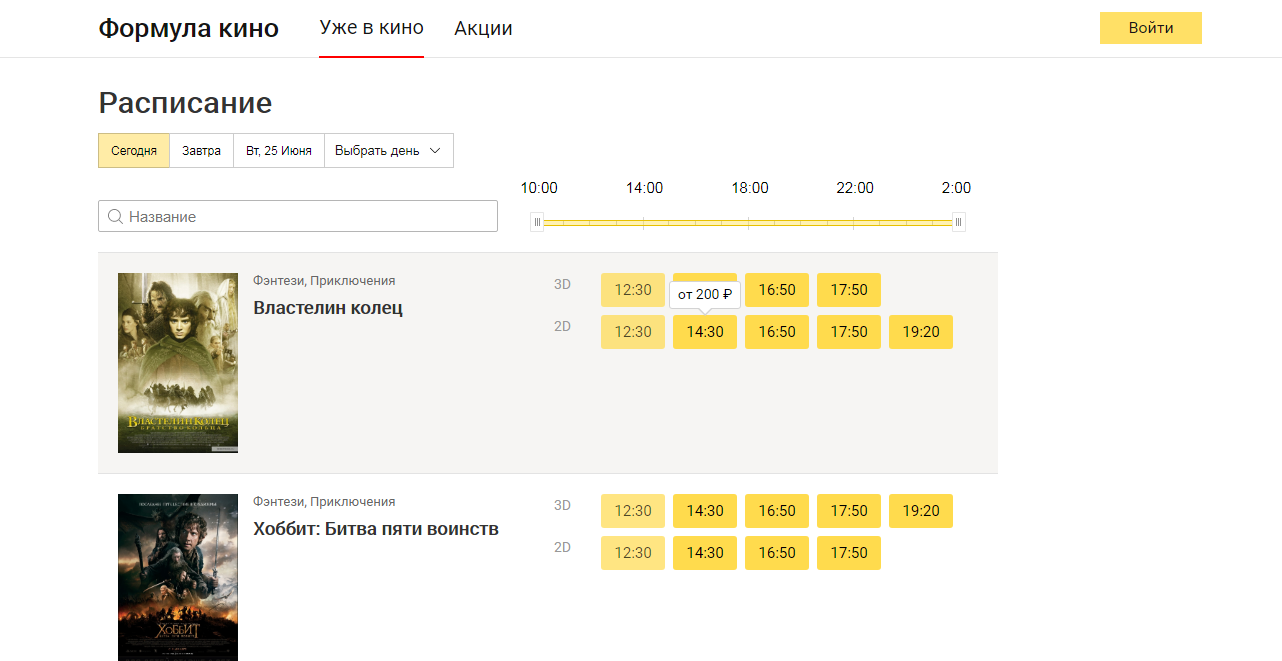 Формула кино Уже в кино Акции Войти
Расписание
Сегодня Завтра Вт, 25 Июня Выбрать день
10:00 14:00 18:00 22:00 2:00
Название
Фэнтези, Приключения
Властелин колец
3D 12:30 16:50 17:50
от 200 ₽
2D 12:30 14:30 16:50 17:50 19:20
ВЛАСТЕЛИН КОЛЕЦ
БРАТСТВО КОЛЬЦА
Фэнтези, Приключения
Хоббит: Битва пяти воинств
3D 12:30 14:30 16:50 17:50 19:20
2D 12:30 14:30 16:50 17:50
ХОББИТ